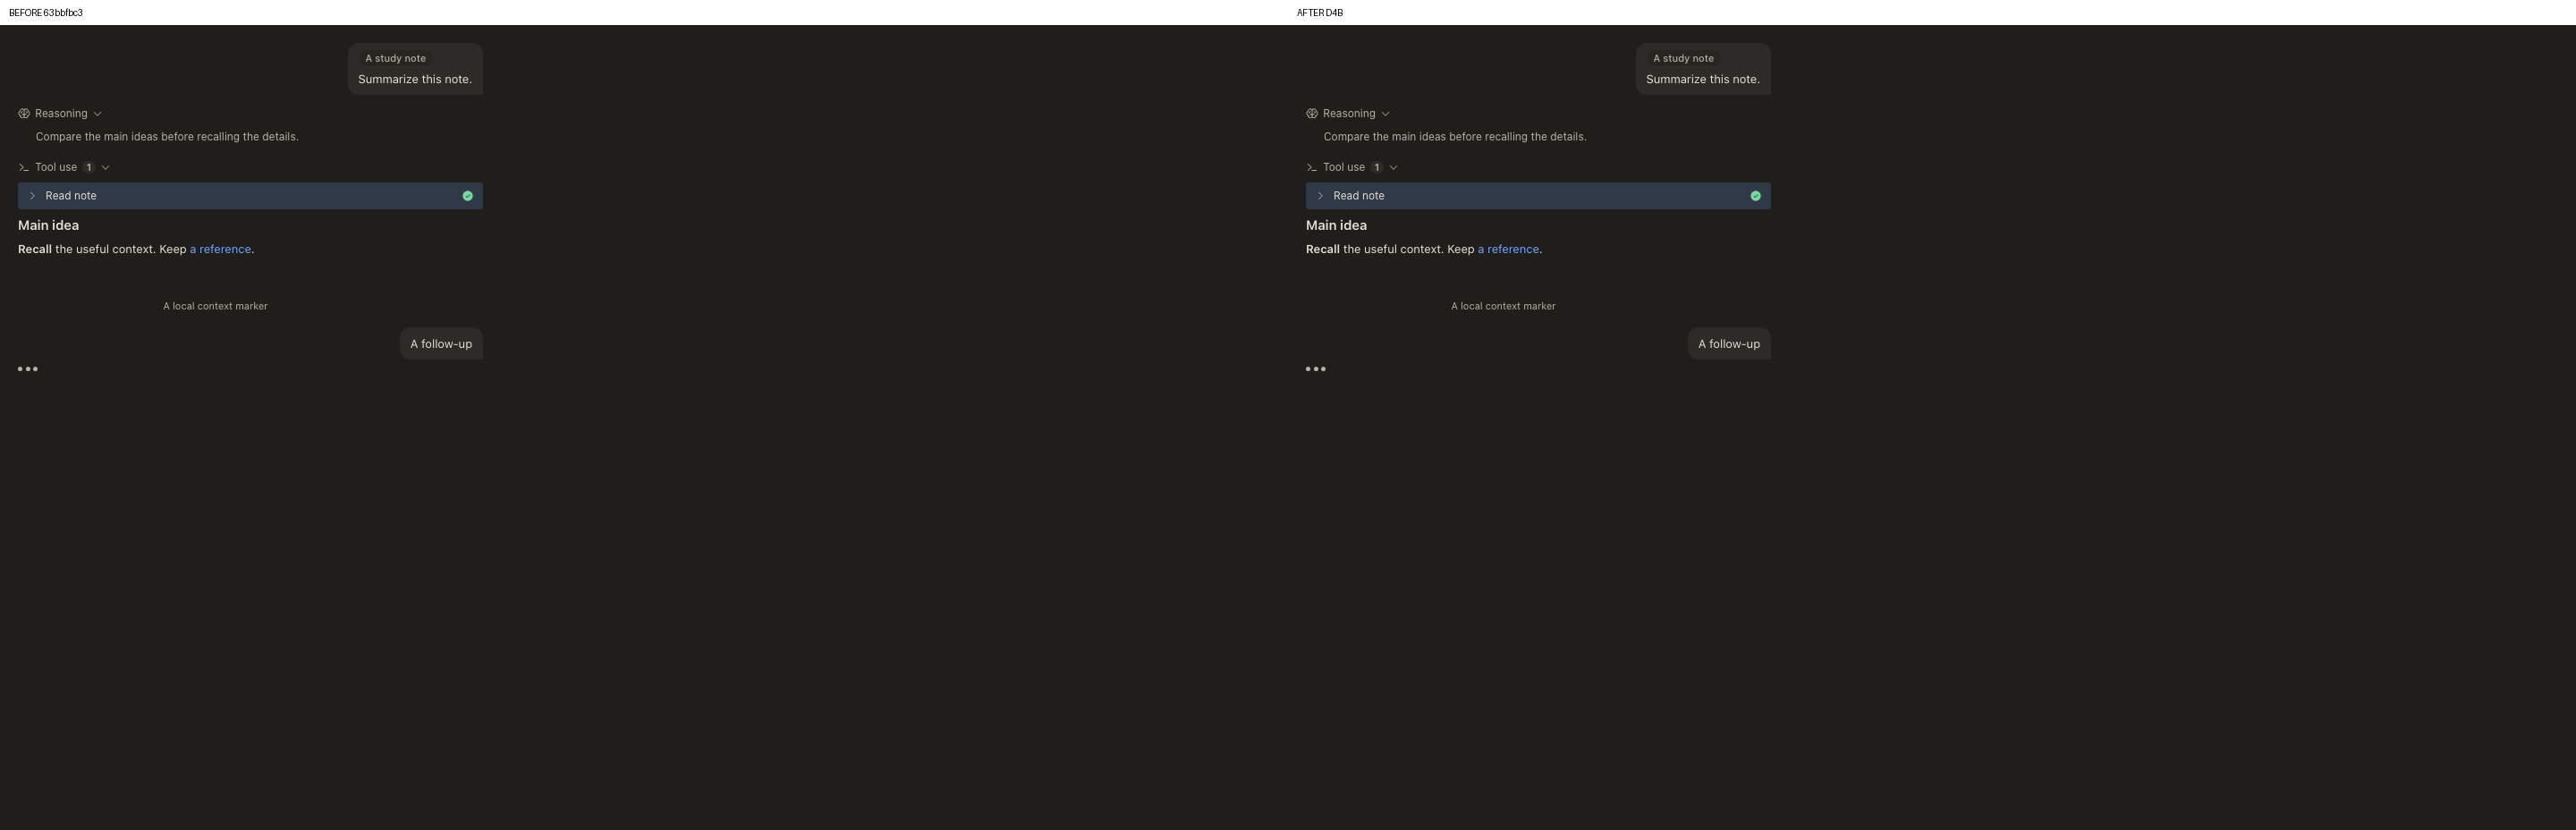 BEFORE 63bbfbc3
A study note
Summarize this note.
Reasoning
Compare the main ideas before recalling the details.
Tool use 1
Read note
Main idea
Recall the useful context. Keep a reference.
A local context marker
A follow-up
AFTER D4B
A study note
Summarize this note.
Reasoning
Compare the main ideas before recalling the details.
Tool use 1
Read note
Main idea
Recall the useful context. Keep a reference.
A local context marker
A follow-up